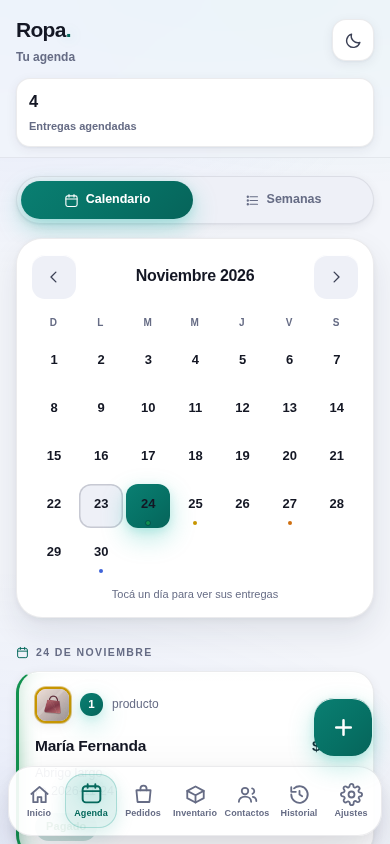 Ropa.
Tu agenda
4
Entregas agendadas
Calendario
Semanas
Noviembre 2026
D L M M J V S
1 2 3 4 5 6 7
8 9 10 11 12 13 14
15 16 17 18 19 20 21
22 23 24 25 26 27 28
29 30
Tocá un día para ver sus entregas
24 DE NOVIEMBRE
1 producto
María Fernanda
Inicio Agenda Pedidos Inventario Contactos Historial Ajustes